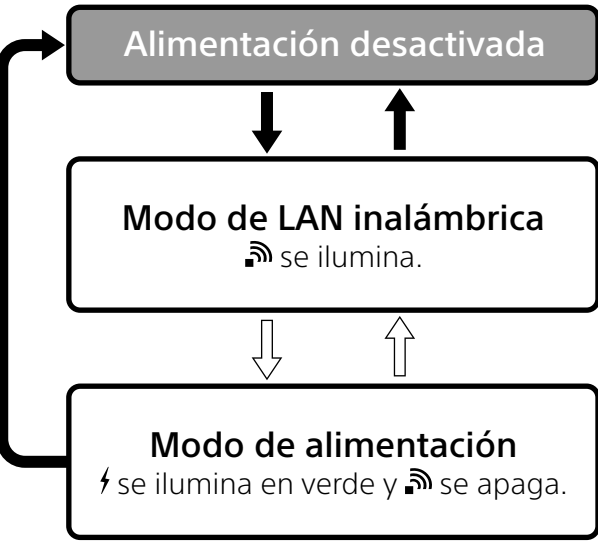 Alimentación desactivada
Modo de LAN inalámbrica
se ilumina.
Modo de alimentación
se ilumina en verde y se apaga.